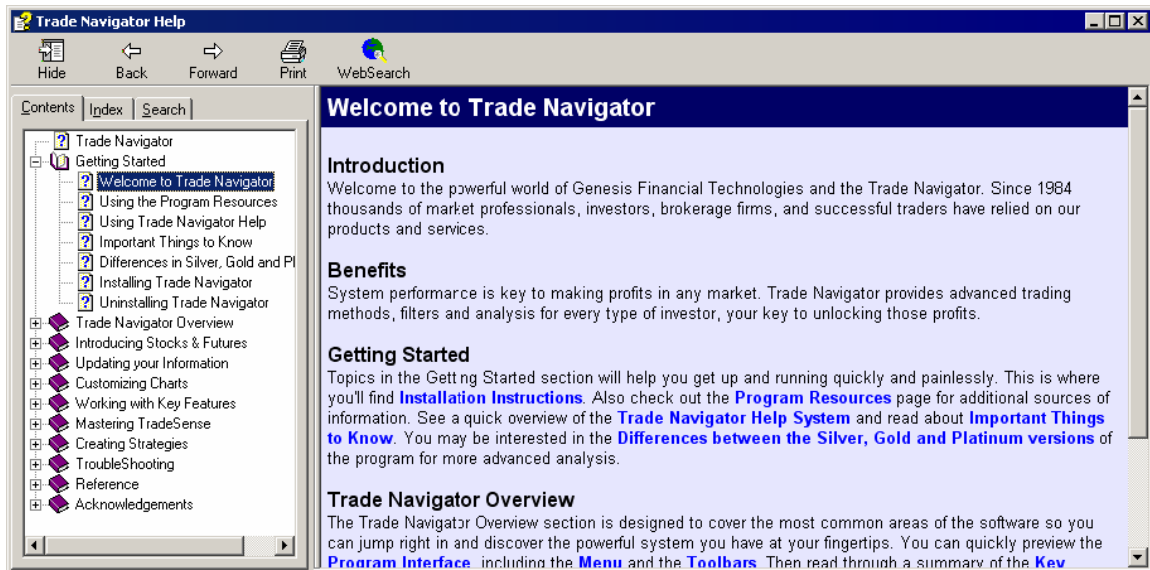 Trade Navigator Help
Hide Back Forward Print WebSearch
Contents Index Search
Trade Navigator
Getting Started
Welcome to Trade Navigator
Using the Program Resources
Using Trade Navigator Help
Important Things to Know
Differences in Silver, Gold and Pl
Installing Trade Navigator
Uninstalling Trade Navigator
Trade Navigator Overview
Introducing Stocks & Futures
Updating your Information
Customizing Charts
Working with Key Features
Mastering TradeSense
Creating Strategies
TroubleShooting
Reference
Acknowledgements
Welcome to Trade Navigator
Introduction
Welcome to the powerful world of Genesis Financial Technologies and the Trade Navigator. Since 1984
thousands of market professionals, investors, brokerage firms, and successful traders have relied on our
products and services.
Benefits
System performance is key to making profits in any market. Trade Navigator provides advanced trading
methods, filters and analysis for every type of investor, your key to unlocking those profits.
Getting Started
Topics in the Getting Started section will help you get up and running quickly and painlessly. This is where
you'll find Installation Instructions. Also check out the Program Resources page for additional sources of
information. See a quick overview of the Trade Navigator Help System and read about Important Things
to Know. You may be interested in the Differences between the Silver, Gold and Platinum versions of
the program for more advanced analysis.
Trade Navigator Overview
The Trade Navigator Overview section is designed to cover the most common areas of the software so you
can jump right in and discover the powerful system you have at your fingertips. You can quickly preview the
Program Interface, including the Menu and the Toolbars. Then read through a summary of the Key